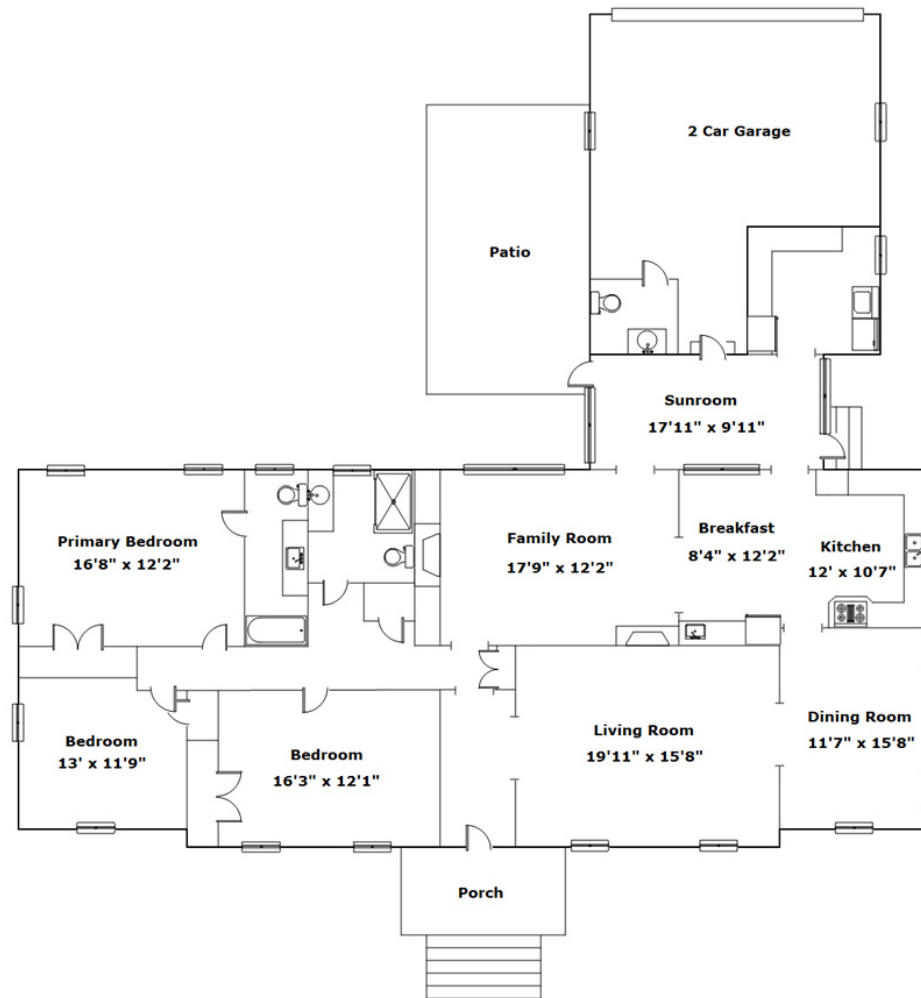 2 Car Garage
Patio
Sunroom
17'11" x 9'11"
Primary Bedroom
16'8" x 12'2"
Family Room
17'9" x 12'2"
Breakfast
8'4" x 12'2"
Kitchen
12' x 10'7"
Bedroom
13' x 11'9"
Bedroom
16'3" x 12'1"
Living Room
19'11" x 15'8"
Dining Room
11'7" x 15'8"
Porch